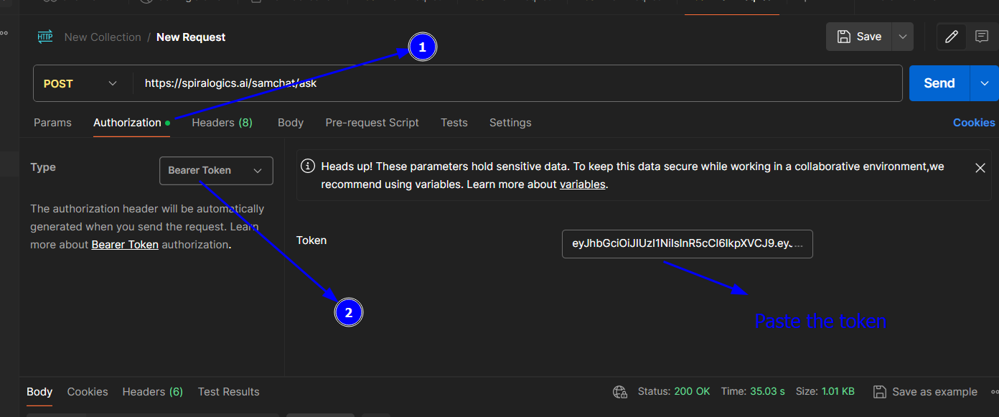 HTTP New Collection / New Request
1
Save
POST
https://spiralogics.ai/samchat/ask
Send
Params Authorization Headers (8) Body Pre-request Script Tests Settings Cookies
Type
Bearer Token
Heads up! These parameters hold sensitive data. To keep this data secure while working in a collaborative environment,we
recommend using variables. Learn more about variables.
The authorization header will be automatically
generated when you send the request. Learn
more about Bearer Token authorization.
Token
eyJhbGciOiJIUzI1NiIsInR5cCI6IkpXVCJ9.ey...
2
Paste the token
Body Cookies Headers (6) Test Results
Status: 200 OK Time: 35.03 s Size: 1.01 KB
Save as example